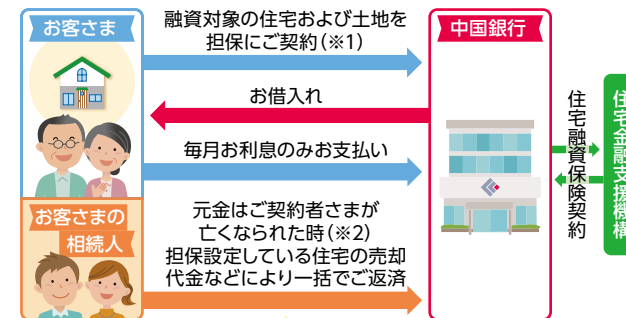 お客さま
融資対象の住宅および土地を
担保にご契約(※1)
中国銀行
お借入れ
毎月お利息のみお支払い
お客さまの
相続人
元金はご契約者さまが
亡くなられた時(※2)
担保設定している住宅の売却
代金などにより一括でご返済
住宅融資保険契約
住宅金融支援機構